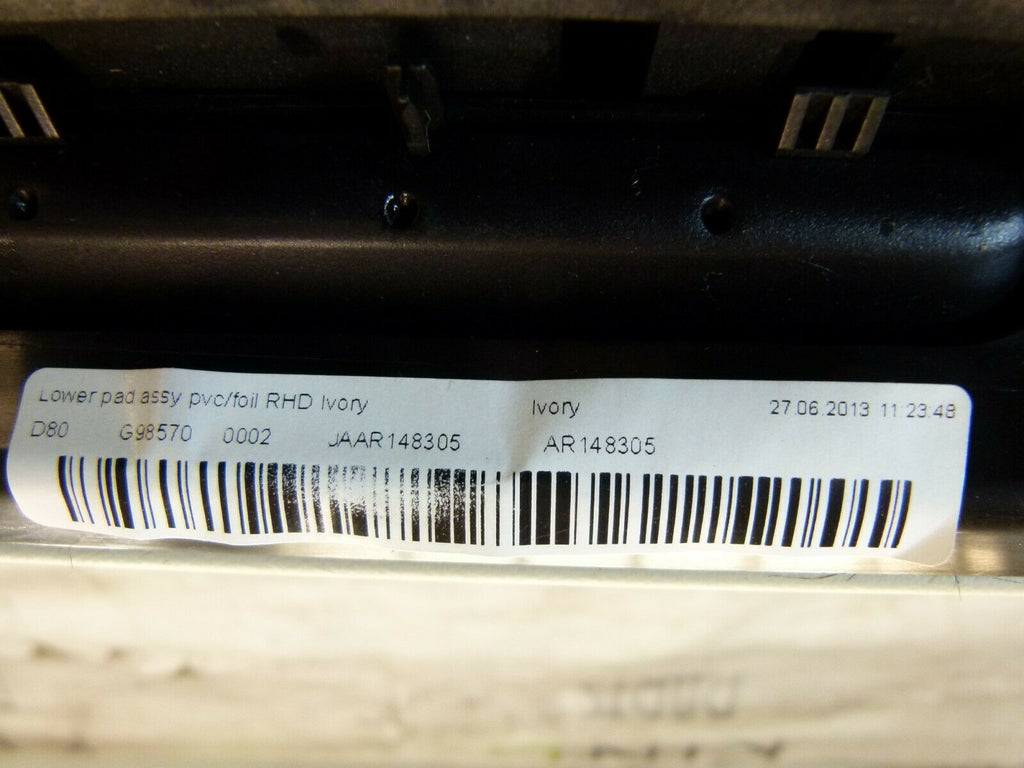 Lower pad assy pvc/foil RHD Ivory Ivory 27.06.2013 11:23:48
D80 G98570 0002 JAAR148305 AR148305